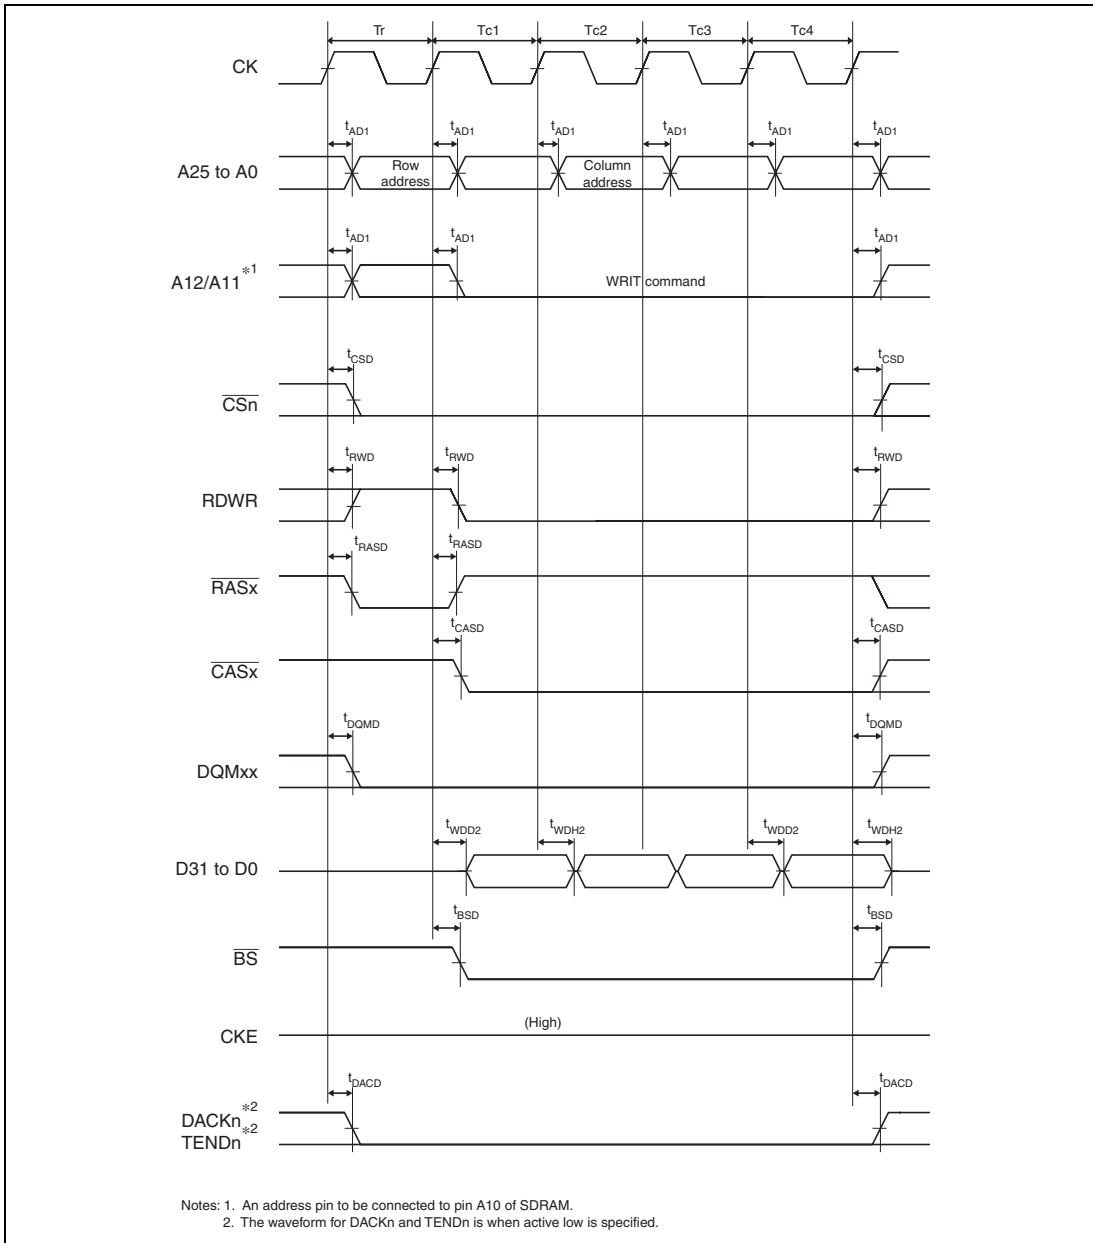 Tr Tc1 Tc2 Tc3 Tc4
CK
tAD1 tAD1 tAD1 tAD1 tAD1 tAD1
A25 to A0
Row address
Column address
tAD1 tAD1 tAD1
A12/A11*1
WRIT command
tCSD tCSD
CSn
tRWD tRWD tRWD
RDWR
tRASD tRASD
RASx
tCASD tCASD
CASx
tDQMD tDQMD
DQMxx
tWDD2 tWDH2 tWDD2 tWDH2
D31 to D0
tBSD tBSD
BS
(High)
CKE
tDACD tDACD
DACKn*2
TENDn*2
Notes: 1. An address pin to be connected to pin A10 of SDRAM.
2. The waveform for DACKn and TENDn is when active low is specified.